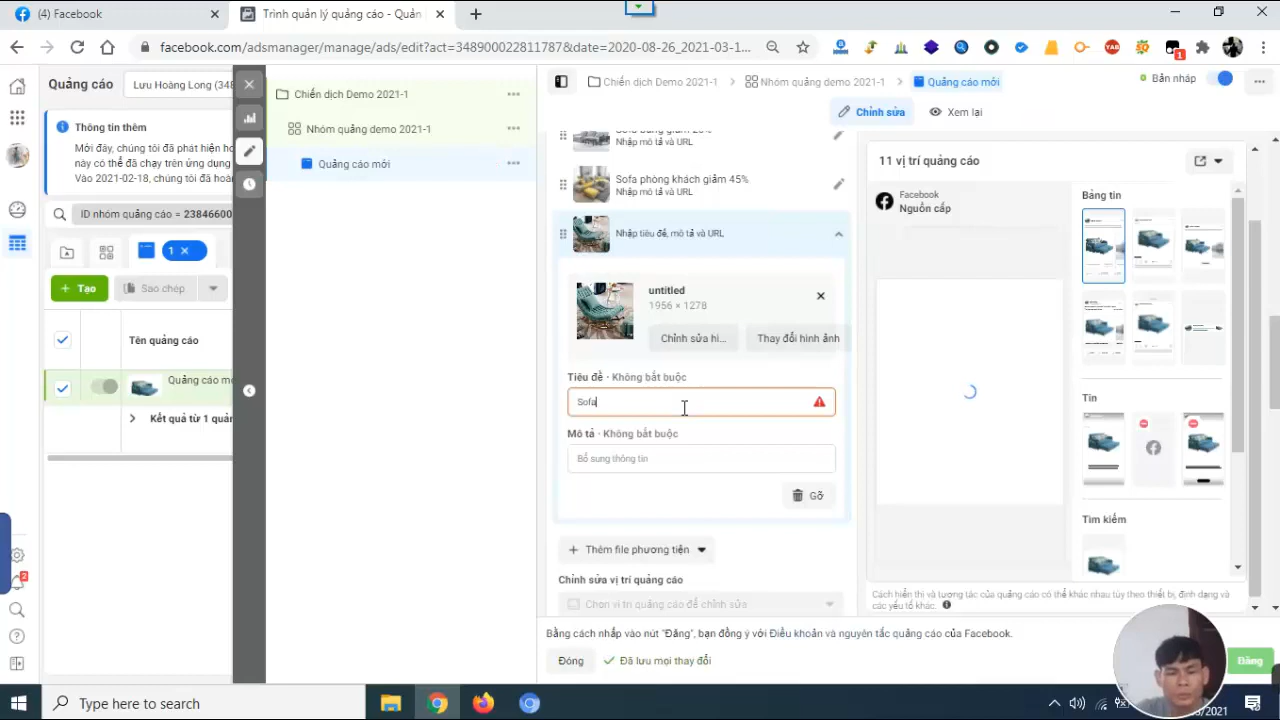 (4) Facebook
Trình quản lý quảng cáo - Quản
facebook.com/adsmanager/manage/ads/edit?act=348900022811787&date=2020-08-26_2021-03-1...
1
Quảng cáo
Lưu Hoàng Long (348
Thông tin thêm
Mới đây, chúng tôi đã phát hiện ho
này có thể đã chạy trên ứng dụng
Vào 2021-02-18, chúng tôi đã hoàn
ID nhóm quảng cáo = 23846600
1
Tạo
Sao chép
Tên quảng cáo
Quảng cáo mớ
Kết quả từ 1 quản
2
Chiến dịch Demo 2021-1
Nhóm quảng demo 2021-1
Quảng cáo mới
Chiến dịch Demo 2021-1
Nhóm quảng demo 2021-1
Quảng cáo mới
Bản nháp
Chỉnh sửa
Xem lại
Nhập mô tả và URL
Sofa phòng khách giảm 45%
Nhập mô tả và URL
Nhập tiêu đề, mô tả và URL
untitled
1956 × 1278
Chỉnh sửa hì...
Thay đổi hình ảnh
Tiêu đề · Không bắt buộc
Sofa
Mô tả · Không bắt buộc
Bổ sung thông tin
Gỡ
Thêm file phương tiện
Chỉnh sửa vị trí quảng cáo
Chọn vị trí quảng cáo để chỉnh sửa
11 vị trí quảng cáo
Facebook
Nguồn cấp
Bảng tin
Tin
Tìm kiếm
Cách hiển thị và tương tác của quảng cáo có thể khác nhau tùy theo thiết bị, định dạng và
các yếu tố khác.
Bằng cách nhấp vào nút "Đăng", bạn đồng ý với Điều khoản và nguyên tắc quảng cáo của Facebook.
Đóng
Đã lưu mọi thay đổi
Đăng
Type here to search
/2021